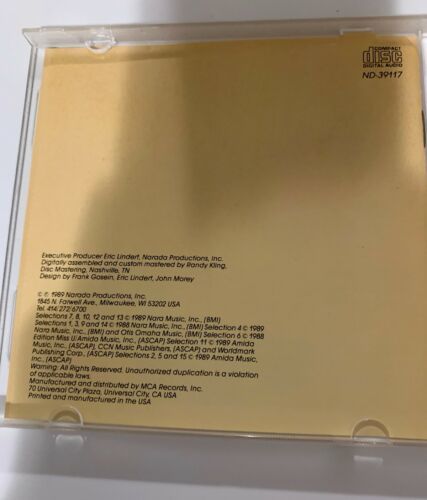 COMPACT
disc
DIGITAL AUDIO
ND-39117
Executive Producer Eric Lindert, Narada Productions, Inc.
Digitally assembled and custom mastered by Randy Kling,
Disc Mastering, Nashville, TN
Design by Frank Gasein, Eric Lindert, John Morey
© ℗ 1989 Narada Productions, Inc.
1845 N. Farwell Ave., Milwaukee, WI 53202 USA
Tel. 414 272 6700
Selections 7, 8, 10, 12 and 13 © 1989 Nara Music, Inc., (BMI)
Selections 1, 3, 9 and 14 © 1988 Nara Music, Inc., (BMI) Selection 4 © 1989
Nara Music, Inc., (BMI) and Otis Omaha Music, (BMI) Selection 6 © 1988
Edition Miss U/Amida Music, Inc., (ASCAP) Selection 11 © 1989 Amida
Music, Inc., (ASCAP), CCN Music Publishers, (ASCAP) and Worldmark
Publishing Corp., (ASCAP) Selections 2, 5 and 15 © 1989 Amida Music,
Inc., (ASCAP)
Warning: All Rights Reserved. Unauthorized duplication is a violation
of applicable laws.
Manufactured and distributed by MCA Records, Inc.
70 Universal City Plaza, Universal City, CA USA
Printed and manufactured in the USA